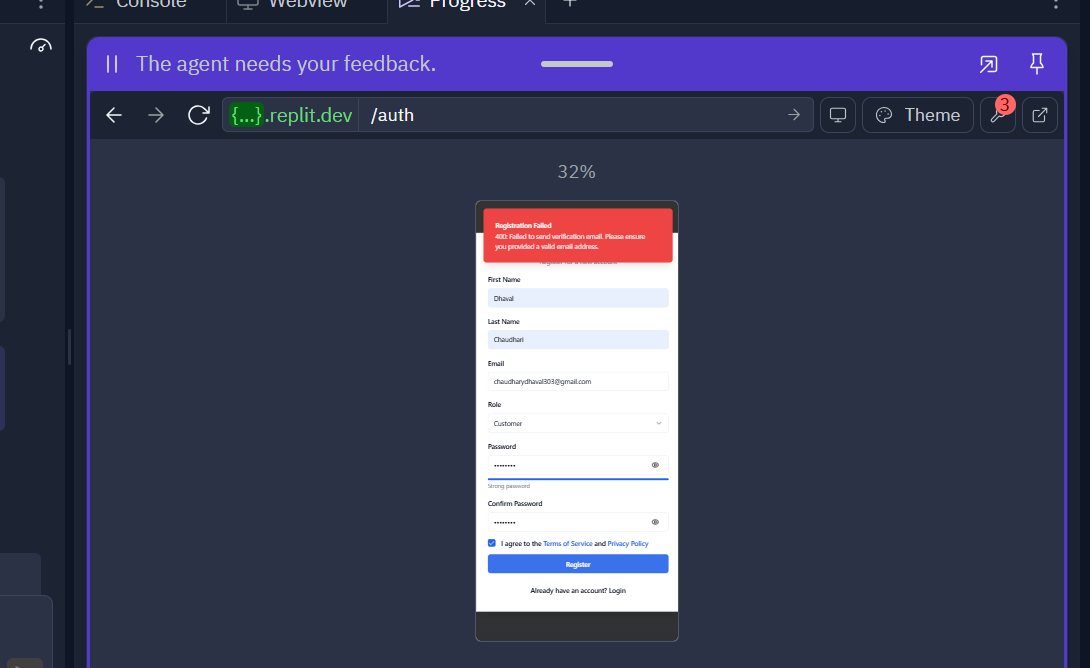 Console
Webview
Progress
The agent needs your feedback.
{...}.replit.dev /auth
Theme
3
32%
Registration Failed
400: Failed to send verification email. Please ensure
you provided a valid email address.
First Name
Dhaval
Last Name
Chaudhari
Email
chaudharydhaval303@gmail.com
Role
Customer
Password
••••••••
Strong password
Confirm Password
••••••••
I agree to the Terms of Service and Privacy Policy
Register
Already have an account? Login